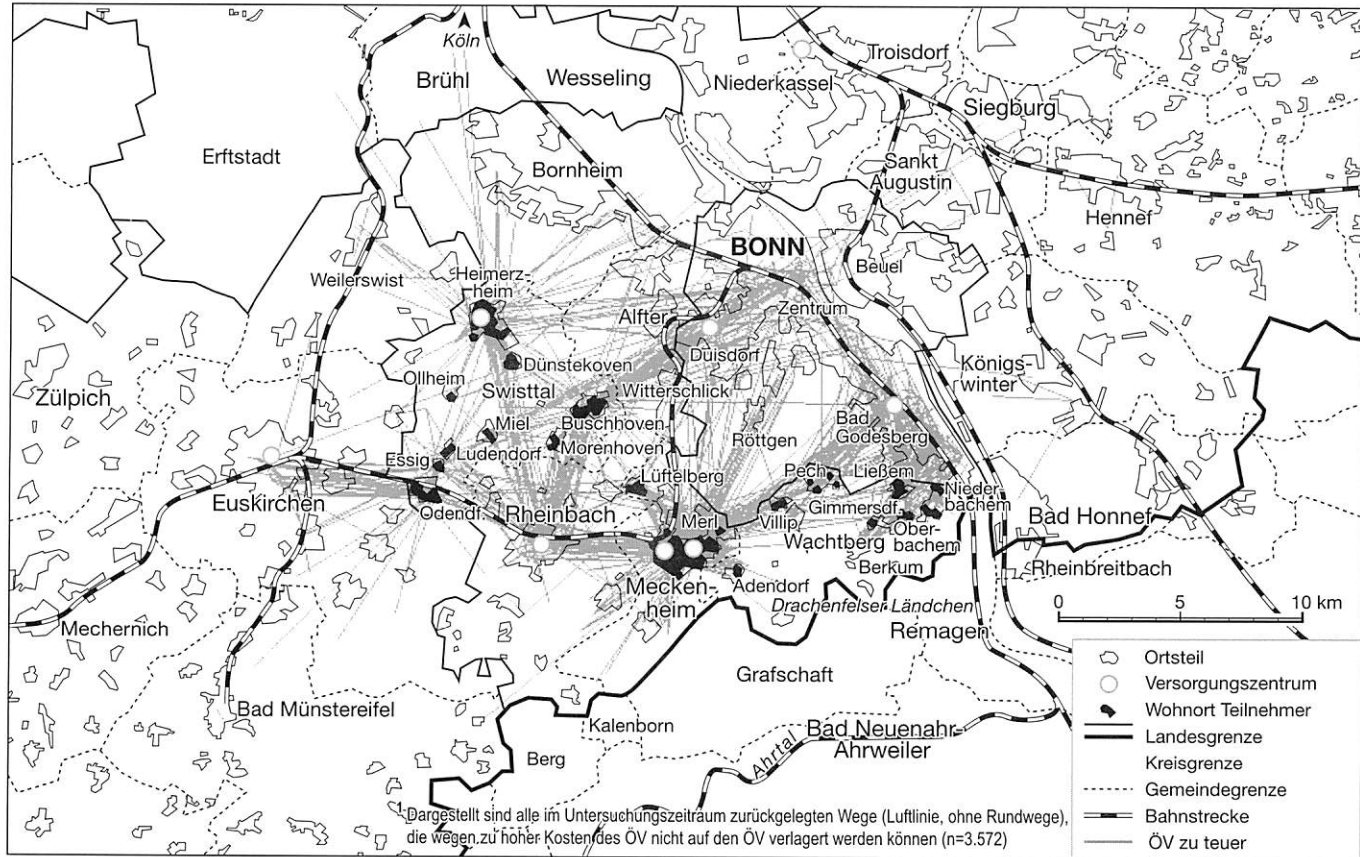 Köln
Brühl
Wesseling
Niederkassel
Troisdorf
Siegburg
Erftstadt
Bornheim
Sankt
Augustin
Hennef
BONN
Beuel
Weilerswist
Heimerz-
heim
Alfter
Zentrum
Duisdorf
Dünstekoven
Königs-
winter
Ollheim
Swisttal
Witterschlick
Zülpich
Buschhoven
Bad
Godesberg
Miel
Röttgen
Morenhoven
Essig
Ludendorf
Lüftelberg
Pech
Ließem
Nieder-
bachem
Euskirchen
Odendf.
Rheinbach
Merl
Villip
Gimmersdf.
Ober-
bachem
Bad Honnef
Wachtberg
Berkum
Rheinbreitbach
Mecken-
heim
Adendorf
Drachenfelser Ländchen
Remagen
0 5 10 km
Mechernich
Grafschaft
Bad Münstereifel
Kalenborn
Bad Neuenahr-
Ahrweiler
Berg
Ahrtal
Ortsteil
Versorgungszentrum
Wohnort Teilnehmer
Landesgrenze
Kreisgrenze
Gemeindegrenze
Bahnstrecke
ÖV zu teuer
Dargestellt sind alle im Untersuchungszeitraum zurückgelegten Wege (Luftlinie, ohne Rundwege),
die wegen zu hoher Kosten des ÖV nicht auf den ÖV verlagert werden können (n=3.572)